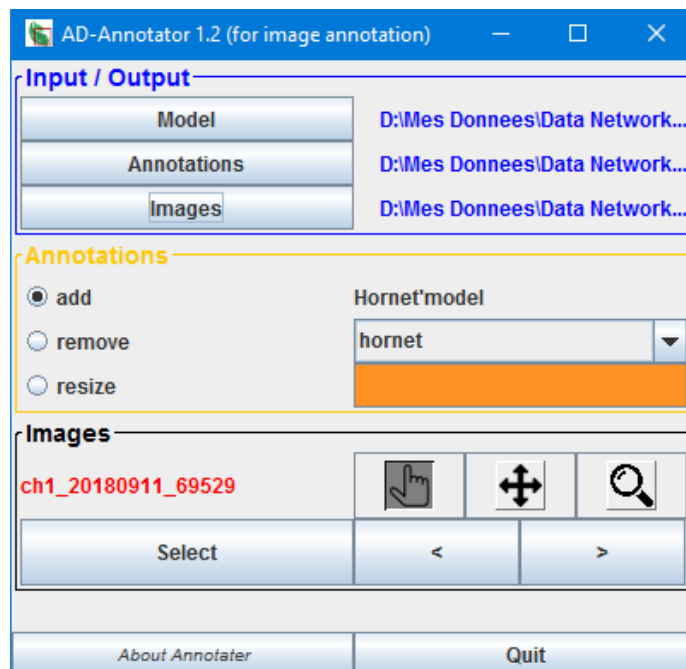 AD-Annotator 1.2 (for image annotation)
Input / Output
Model D:\Mes Donnees\Data Network...
Annotations D:\Mes Donnees\Data Network...
Images D:\Mes Donnees\Data Network...
Annotations
add Hornet'model
remove hornet
resize
Images
ch1_20180911_69529
Select < >
About Annotater Quit